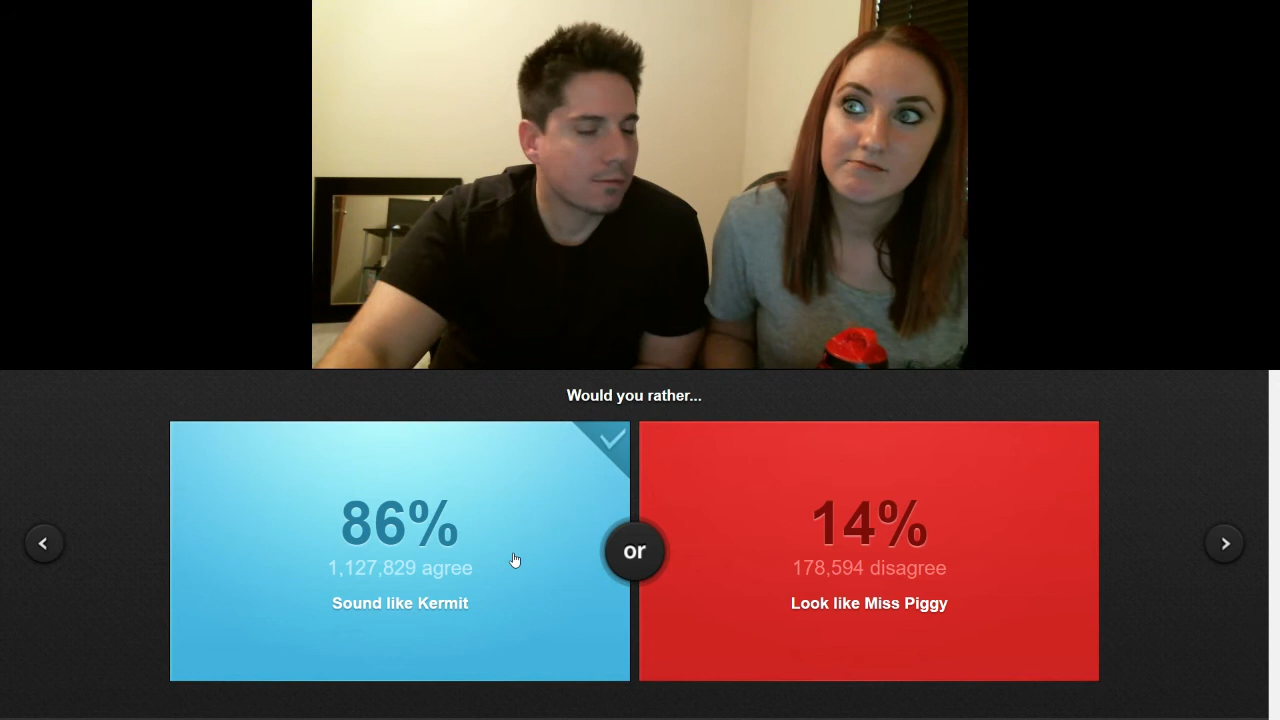 Would you rather...
86%
1,127,829 agree
Sound like Kermit
or
14%
178,594 disagree
Look like Miss Piggy